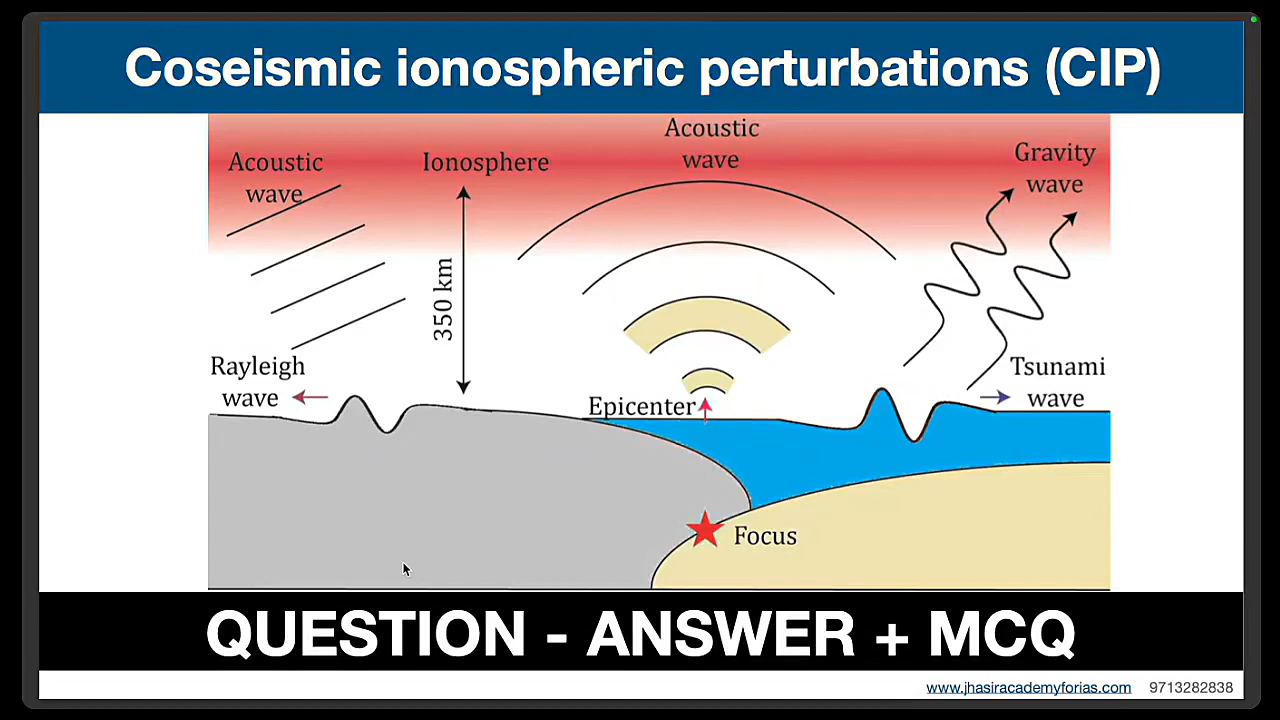 Coseismic ionospheric perturbations (CIP)
Acoustic
wave
Ionosphere
Acoustic
wave
Gravity
wave
350 km
Rayleigh
wave
Epicenter
Tsunami
wave
Focus
QUESTION - ANSWER + MCQ
www.jhasiracademyforias.com 9713282838